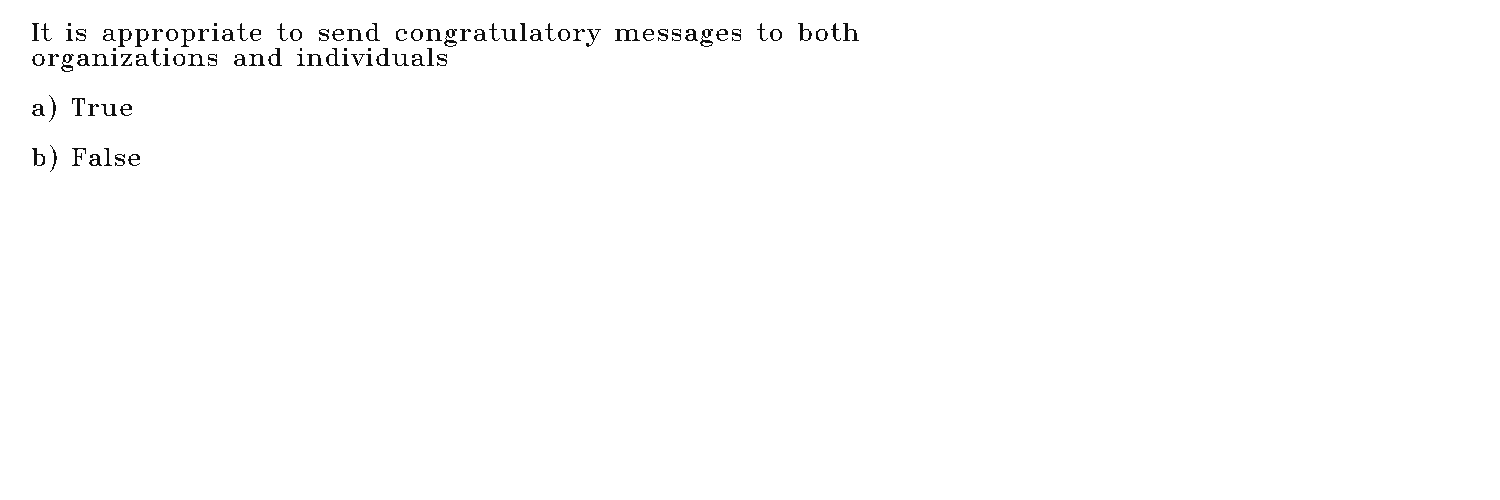 It is appropriate to send congratulatory messages to both
organizations and individuals
a) True
b) False